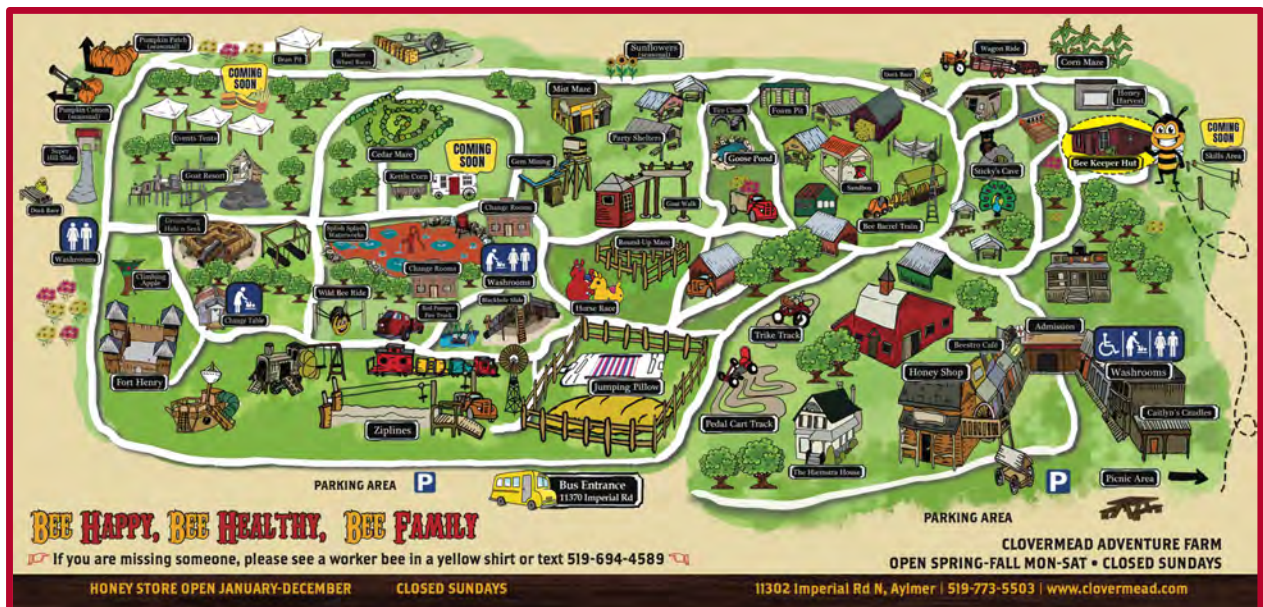 Pumpkin Patch
(seasonal)
Bean Pit
Harvest
Wheel Races
Sunflowers
(seasonal)
Wagon Ride
Corn Maze
COMING
SOON
Pumpkin Cannon
(seasonal)
Events Tents
Mist Maze
Party Shelters
Tire Climb
Foam Pit
Duck Race
Honey
Harvest
Super
Hill Slide
Cedar Maze
COMING
SOON
Gem Mining
Goose Pond
Sticky's Cave
Bee Keeper Hut
COMING
SOON
Skills Area
Goat Resort
Kettle Corn
Sandbox
Duck Race
Goat Walk
Change Rooms
Groundhog
Hide n Seek
Splish Splash
Waterworks
Bee Barrel Train
Washrooms
Round-Up Maze
Change Rooms
Washrooms
Climbing
Apple
Wild Bee Ride
Blackhole Slide
Red Pumper
Fire Truck
Horse Race
Change Table
Trike Track
Admission
Beestro Café
Fort Henry
Jumping Pillow
Honey Shop
Washrooms
Caitlyn's Citadles
Ziplines
Pedal Cart Track
The Hiemstra House
Picnic Area
PARKING AREA P
Bus Entrance
11370 Imperial Rd
P
PARKING AREA
BEE HAPPY, BEE HEALTHY, BEE FAMILY
If you are missing someone, please see a worker bee in a yellow shirt or text 519-694-4589
CLOVERMEAD ADVENTURE FARM
OPEN SPRING-FALL MON-SAT • CLOSED SUNDAYS
HONEY STORE OPEN JANUARY-DECEMBER CLOSED SUNDAYS
11302 Imperial Rd N, Aylmer | 519-773-5503 | www.clovermead.com